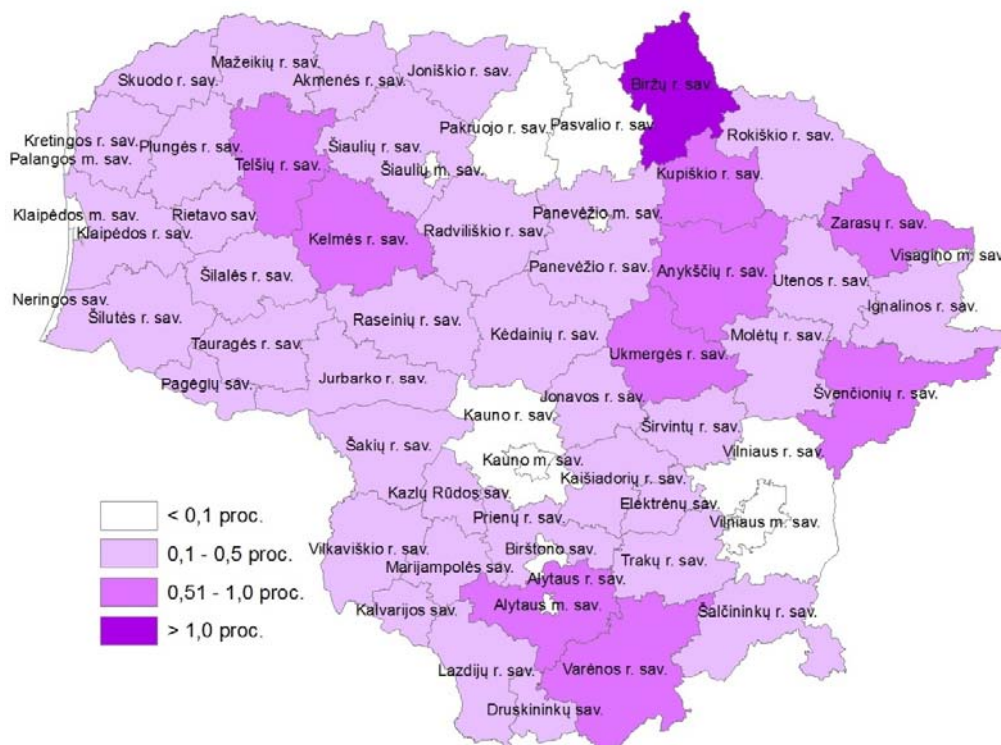 Mažeikių r. sav.
Skuodo r. sav.
Akmenės r. sav.
Joniškio r. sav.
Biržų r. sav.
Kretingos r. sav.
Plungės r. sav.
Palangos m. sav.
Telšių r. sav.
Šiaulių r. sav.
Šiaulių m. sav.
Pakruojo r. sav.
Pasvalio r. sav.
Rokiškio r. sav.
Kupiškio r. sav.
Klaipėdos m. sav.
Klaipėdos r. sav.
Rietavo sav.
Kelmės r. sav.
Radviliškio r. sav.
Panevėžio m. sav.
Panevėžio r. sav.
Anykščių r. sav.
Zarasų r. sav.
Visagino m. sav
Utenos r. sav.
Ignalinos r. sav.
Šilalės r. sav.
Neringos sav.
Šilutės r. sav.
Raseinių r. sav.
Kėdainių r. sav.
Tauragės r. sav.
Ukmergės r. sav.
Molėtų r. sav.
Pagėgių sav.
Jurbarko r. sav.
Jonavos r. sav.
Švenčionių r. sav.
Kauno r. sav.
Širvintų r. sav.
Šakių r. sav.
Vilniaus r. sav.
Kauno m. sav.
Kaišiadorių r. sav.
Kazlų Rūdos sav.
Elektrėnų sav.
Prienų r. sav.
Vilniaus m. sav.
Vilkaviškio r. sav.
Birštono sav.
Marijampolės sav.
Trakų r. sav.
Alytaus r. sav.
Kalvarijos sav.
Alytaus m. sav.
Šalčininkų r. sav.
Lazdijų r. sav.
Varėnos r. sav.
Druskininkų sav.
< 0,1 proc.
0,1 - 0,5 proc.
0,51 - 1,0 proc.
> 1,0 proc.